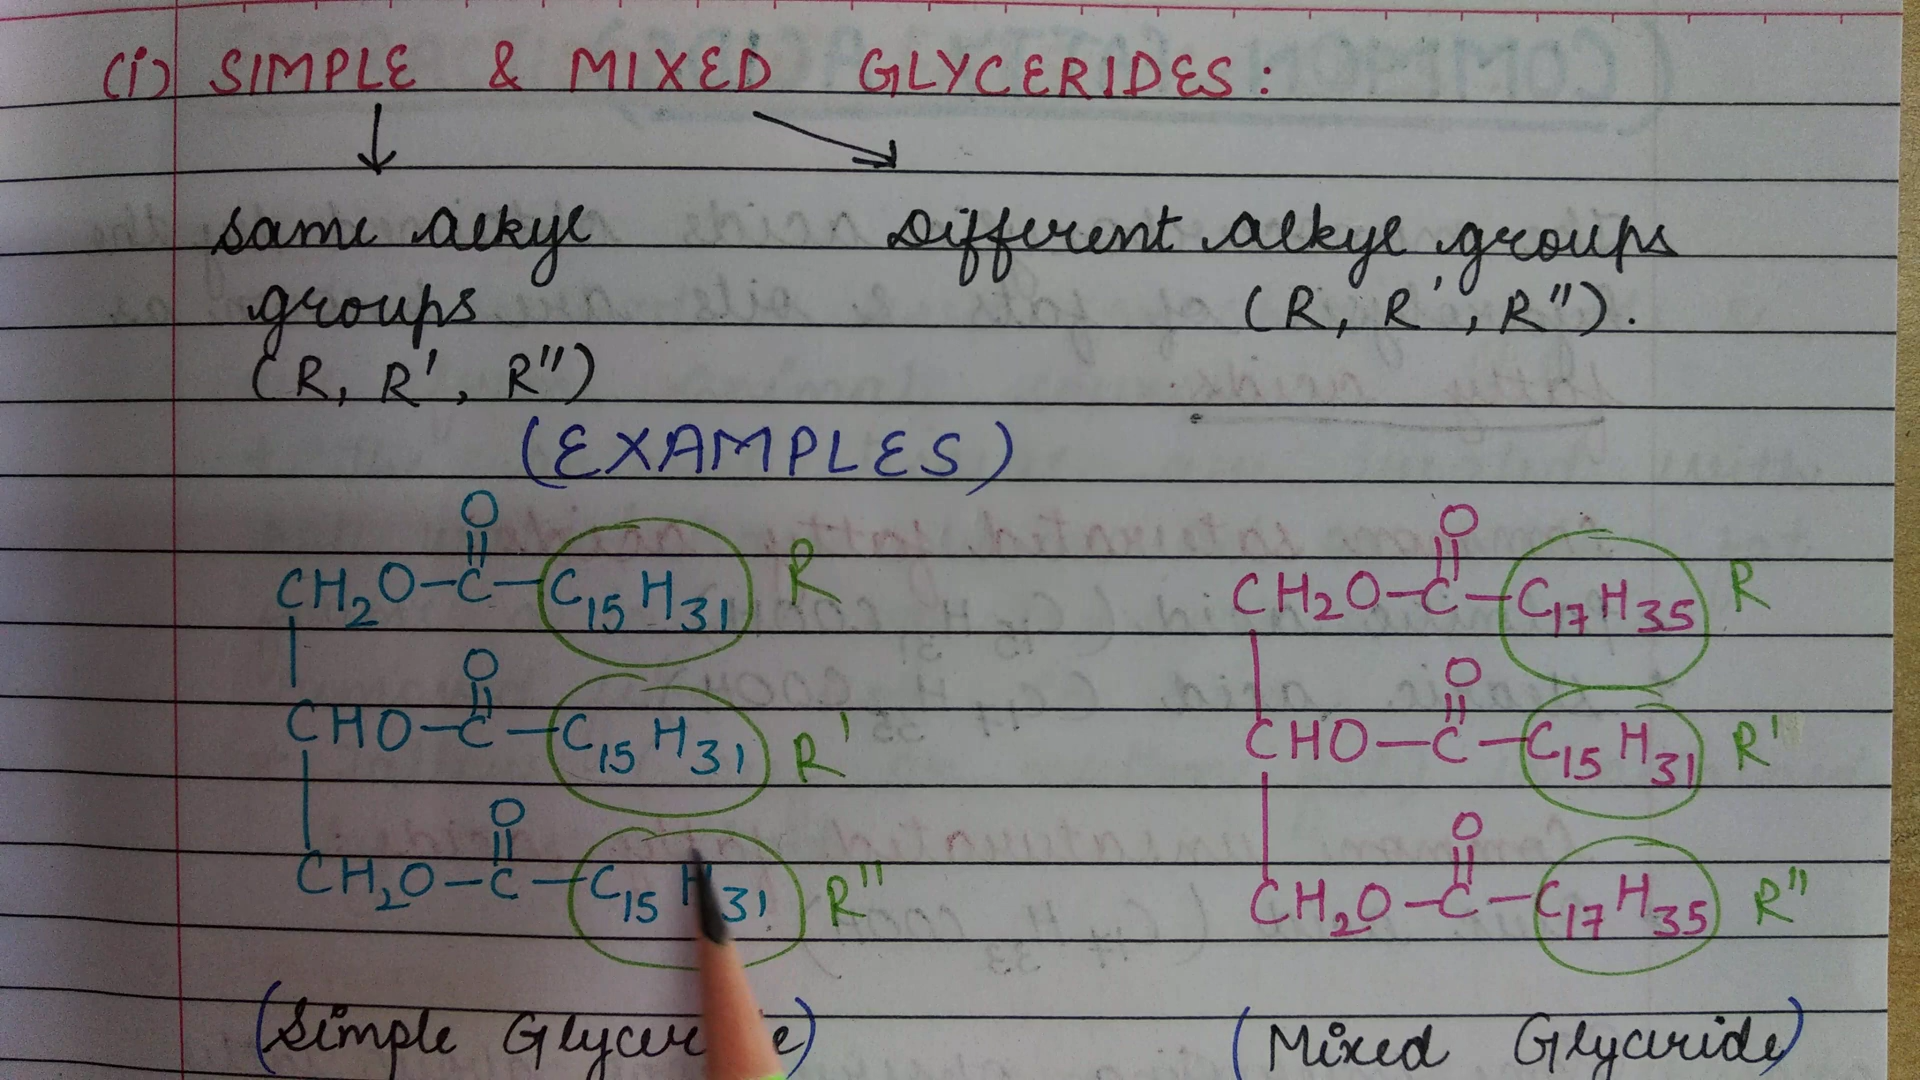 (i) SIMPLE & MIXED GLYCERIDES:
same alkyl
groups
(R, R', R")
Different alkyl groups
(R, R', R").
(EXAMPLES)
O
CH2O–C–C15H31 R
O
CHO–C–C15H31 R'
O
CH2O–C–C15H31 R"
(Simple Glyceride)
O
CH2O–C–C17H35 R
O
CHO–C–C15H31 R'
O
CH2O–C–C17H35 R"
(Mixed Glyceride)